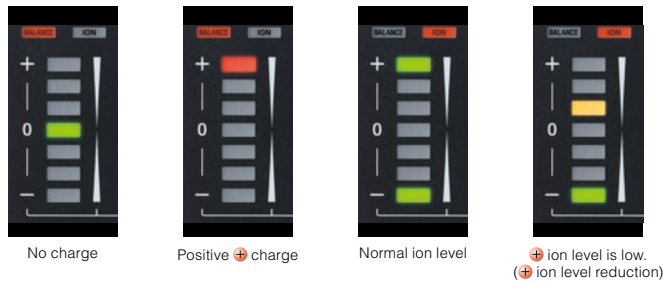 BALANCE ION
+
0
−
No charge
BALANCE ION
+
0
−
Positive ⊕ charge
BALANCE ION
+
0
−
Normal ion level
BALANCE ION
+
0
−
⊕ ion level is low.
(⊕ ion level reduction)